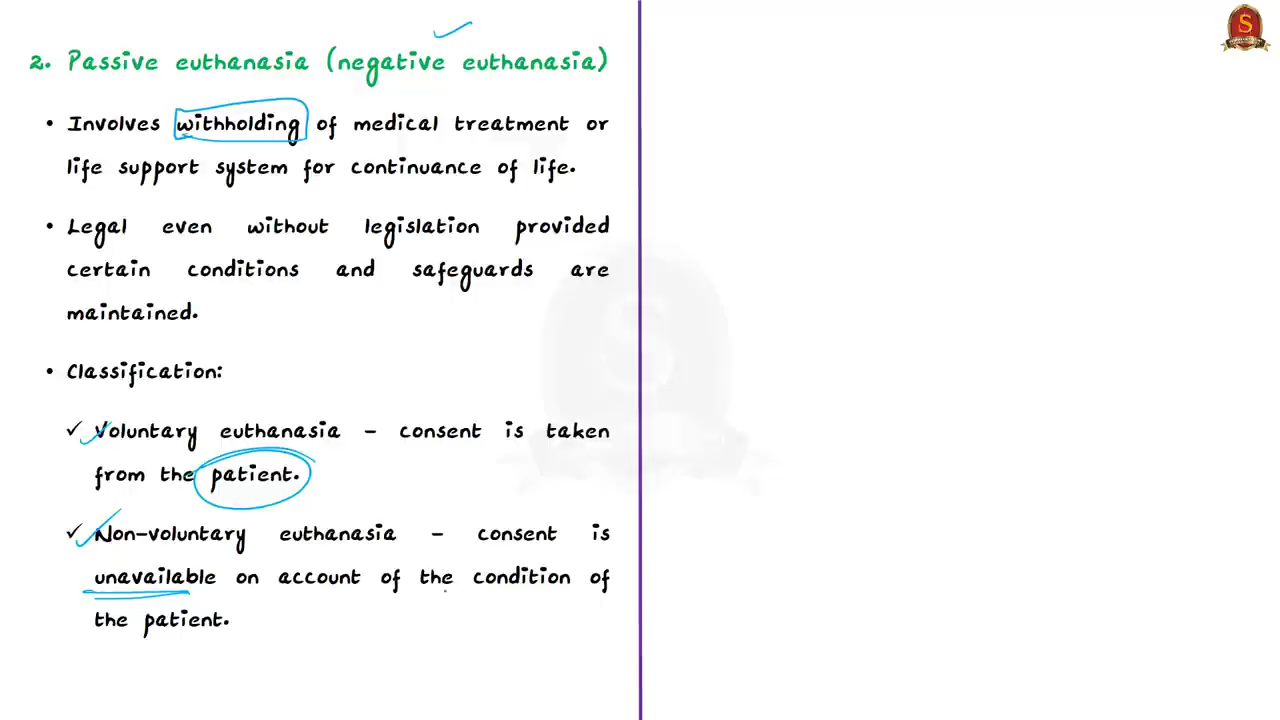 2. Passive euthanasia (negative euthanasia)
• Involves withholding of medical treatment or
life support system for continuance of life.
• Legal even without legislation provided
certain conditions and safeguards are
maintained.
• Classification:
✓ Voluntary euthanasia – consent is taken
from the patient.
✓ Non-voluntary euthanasia – consent is
unavailable on account of the condition of
the patient.
S